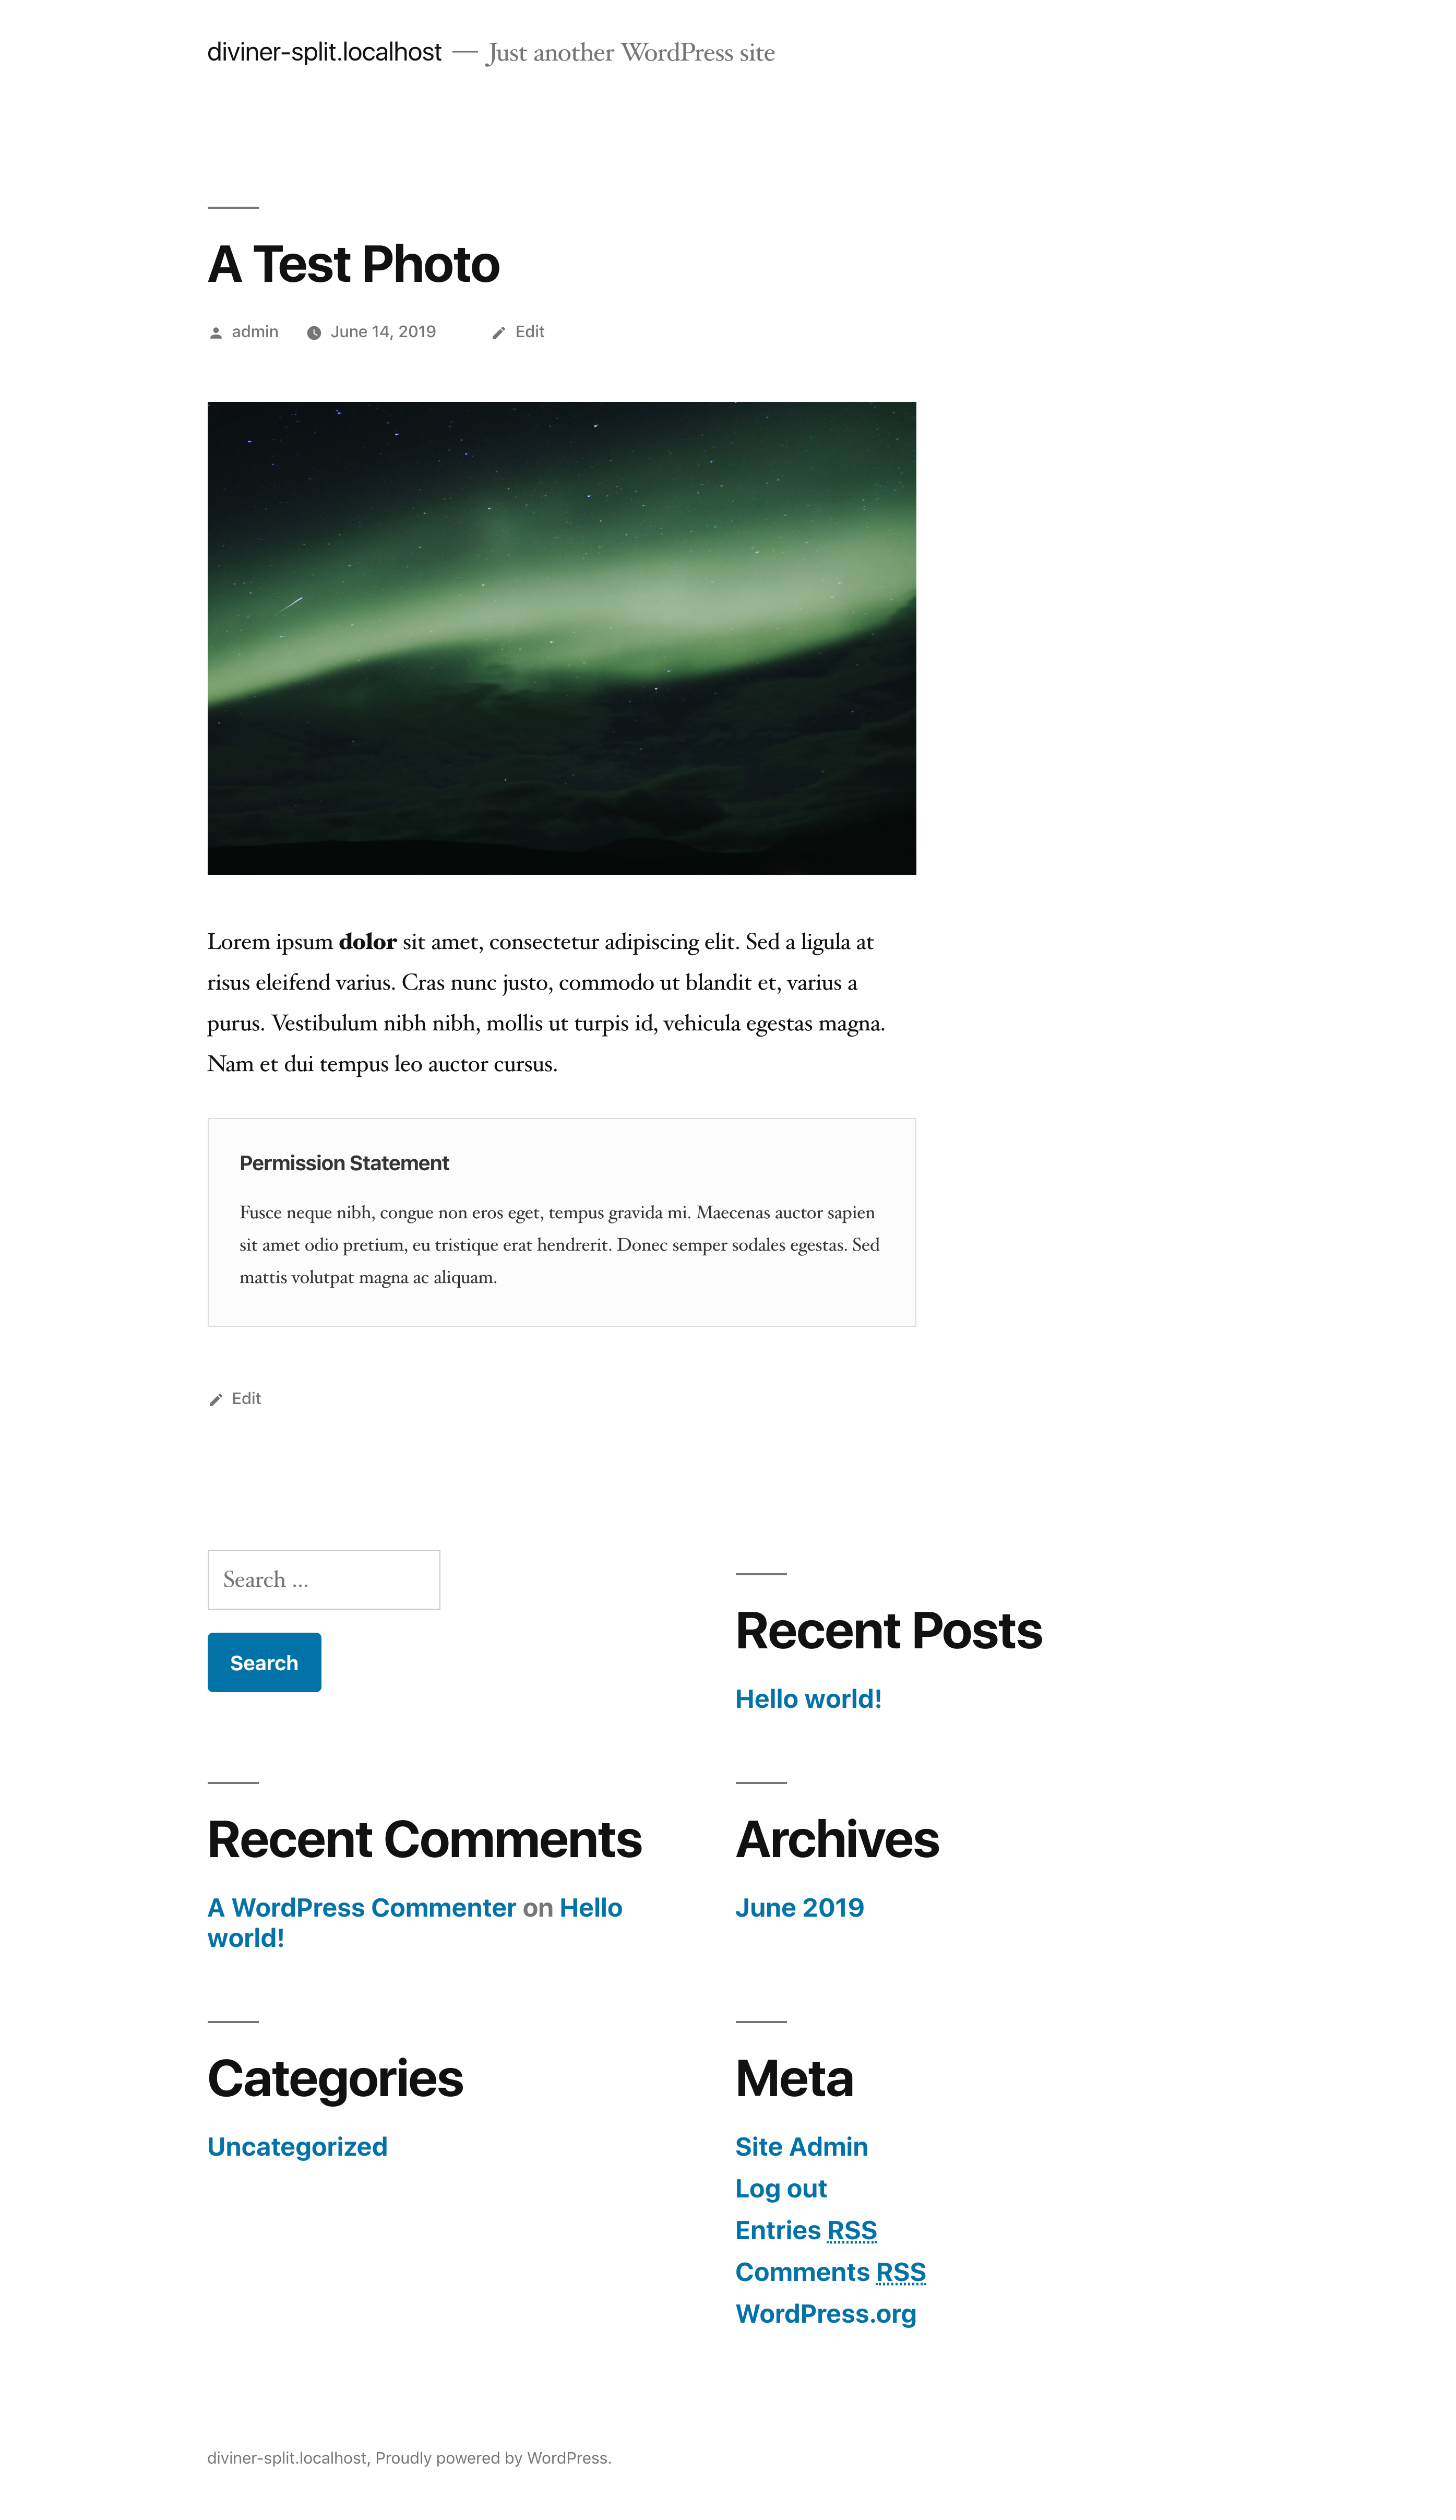 diviner-split.localhost — Just another WordPress site
A Test Photo
admin June 14, 2019 Edit
Lorem ipsum dolor sit amet, consectetur adipiscing elit. Sed a ligula at
risus eleifend varius. Cras nunc justo, commodo ut blandit et, varius a
purus. Vestibulum nibh nibh, mollis ut turpis id, vehicula egestas magna.
Nam et dui tempus leo auctor cursus.
Permission Statement
Fusce neque nibh, congue non eros eget, tempus gravida mi. Maecenas auctor sapien
sit amet odio pretium, eu tristique erat hendrerit. Donec semper sodales egestas. Sed
mattis volutpat magna ac aliquam.
Edit
Search ...
Search
Recent Posts
Hello world!
Recent Comments
A WordPress Commenter on Hello
world!
Archives
June 2019
Categories
Uncategorized
Meta
Site Admin
Log out
Entries RSS
Comments RSS
WordPress.org
diviner-split.localhost, Proudly powered by WordPress.